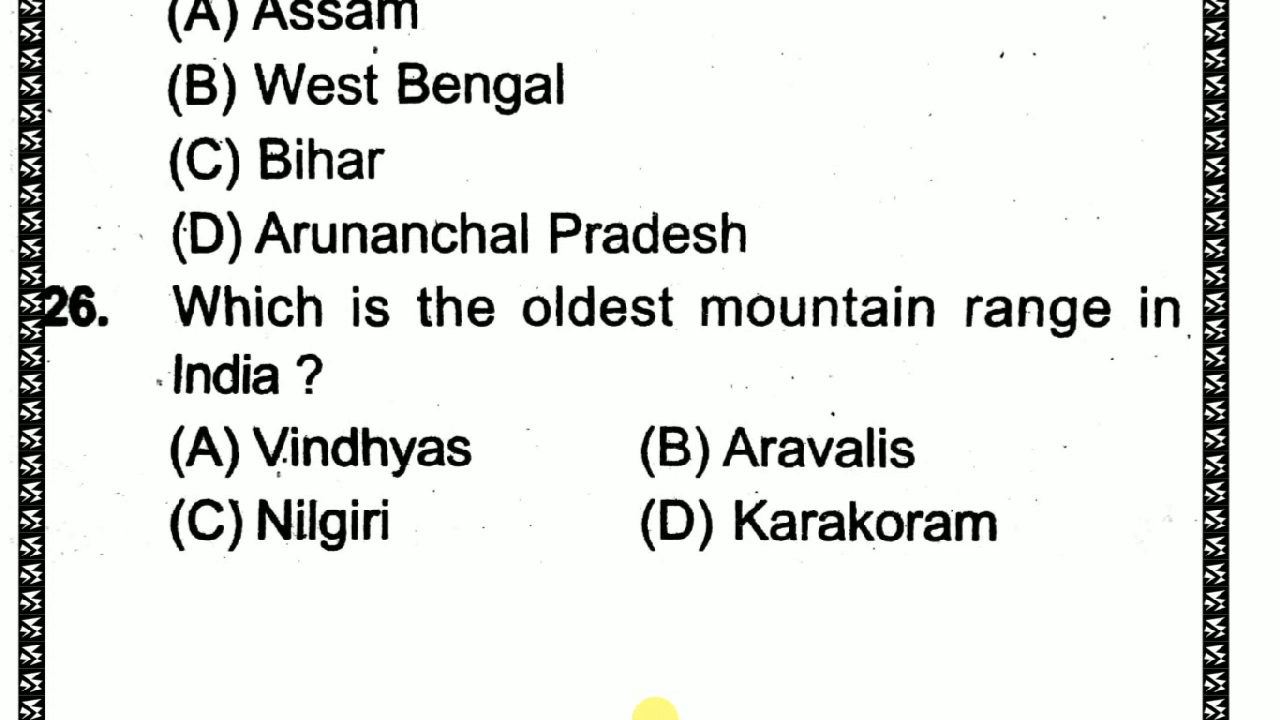 (A) Assam
(B) West Bengal
(C) Bihar
(D) Arunanchal Pradesh
26. Which is the oldest mountain range in
India ?
(A) Vindhyas (B) Aravalis
(C) Nilgiri (D) Karakoram